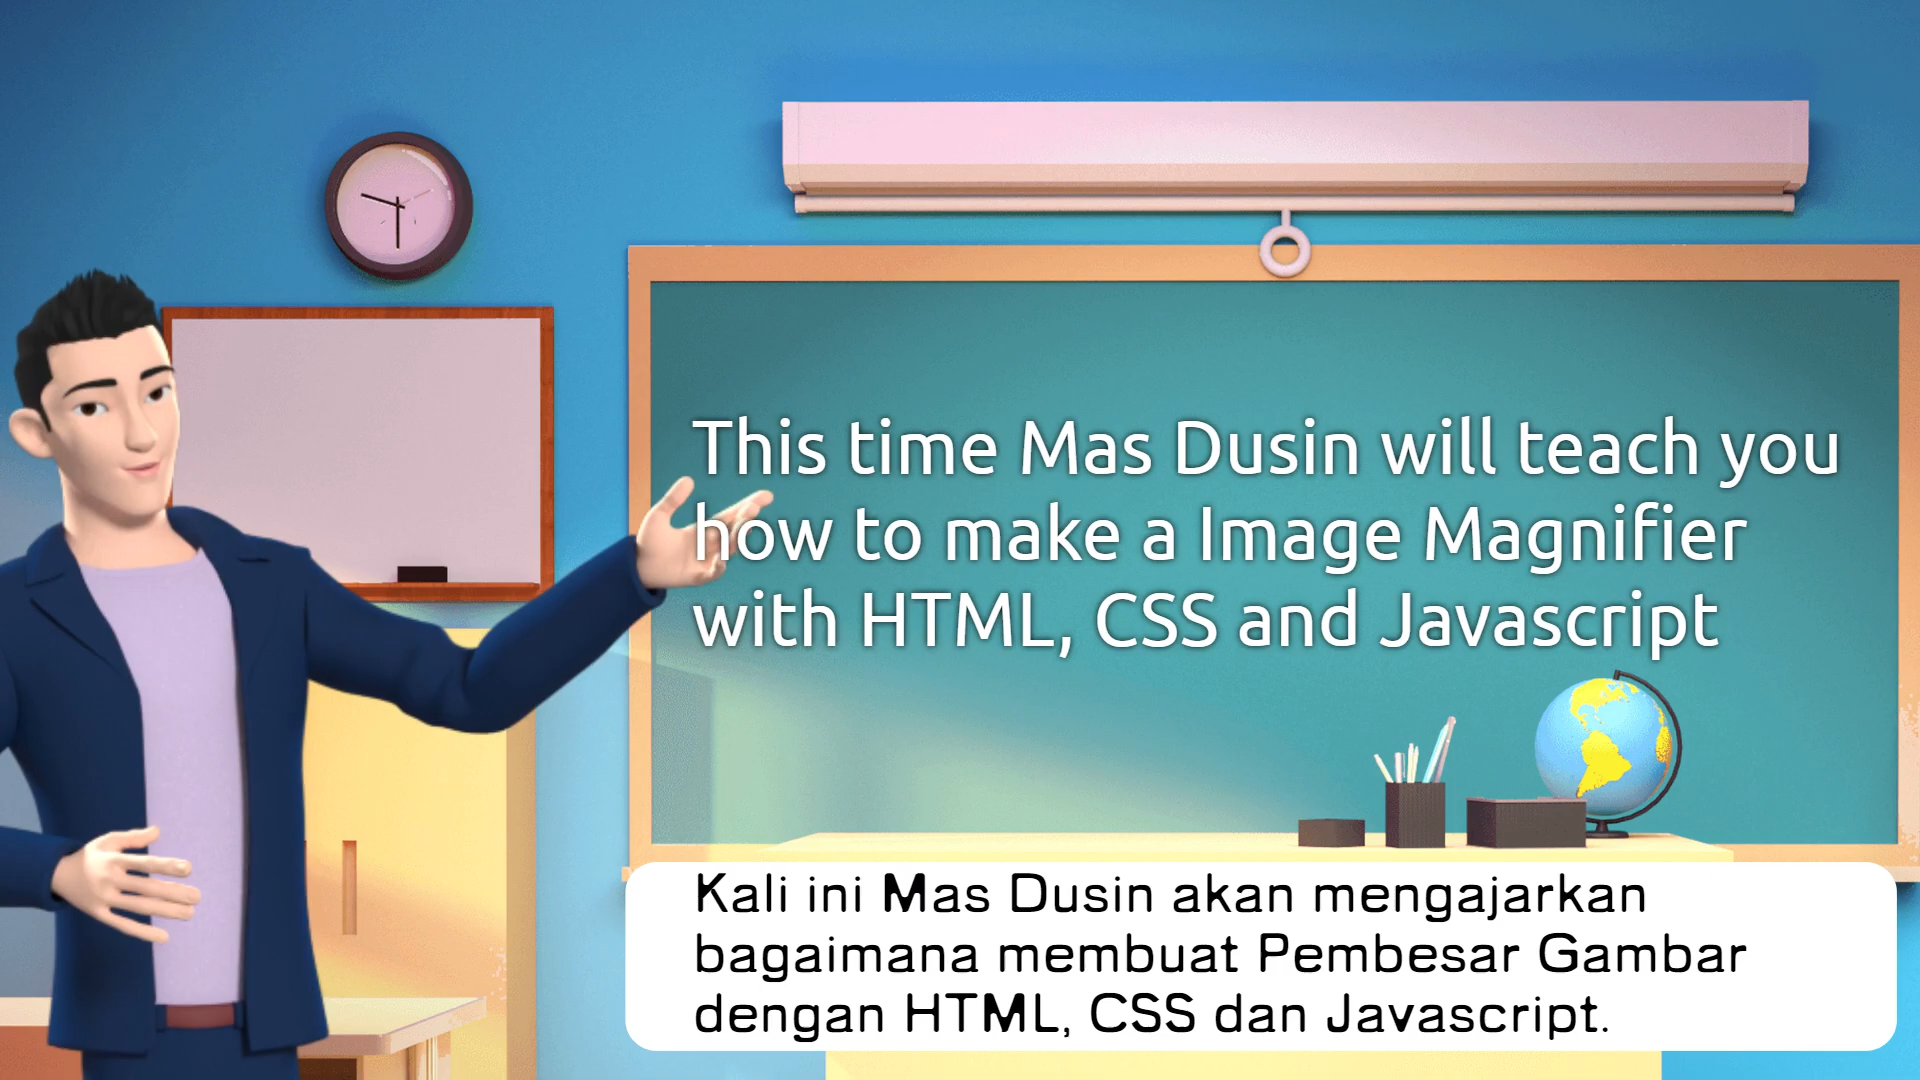 This time Mas Dusin will teach you
how to make a Image Magnifier
with HTML, CSS and Javascript
Kali ini Mas Dusin akan mengajarkan
bagaimana membuat Pembesar Gambar
dengan HTML, CSS dan Javascript.